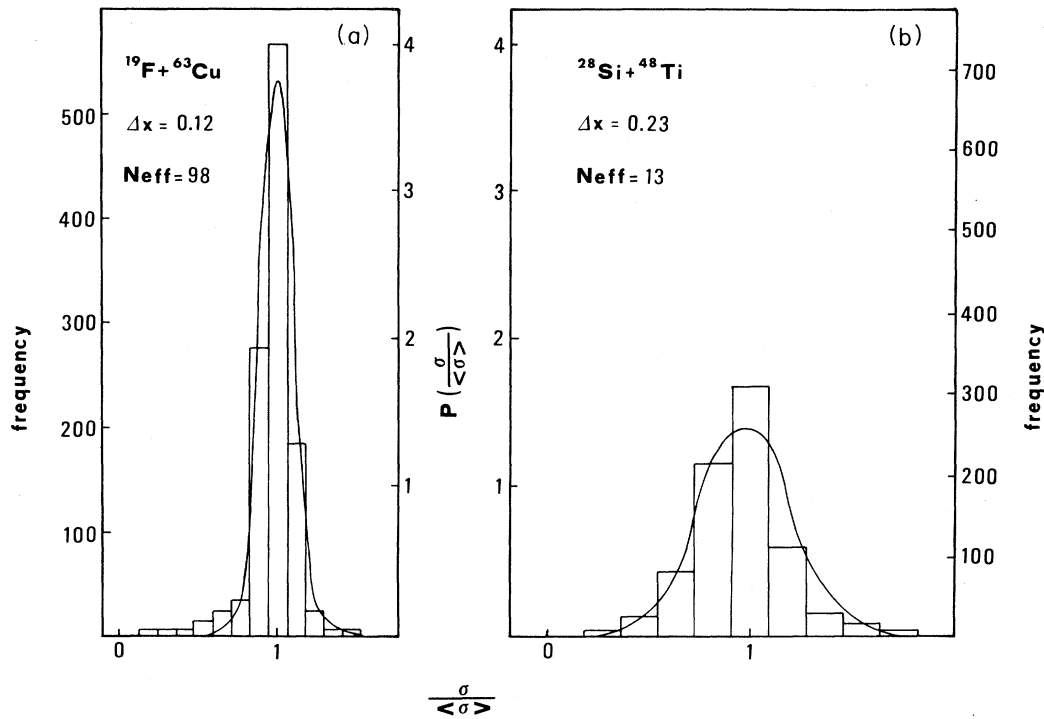 (a)
¹⁹F+⁶³Cu
Δx = 0.12
Neff=98
500
400
300
200
100
frequency
0
1
4
3
2
1
P(σ/<σ>)
(b)
²⁸Si+⁴⁸Ti
Δx = 0.23
Neff=13
4
3
2
1
0
1
700
600
500
400
300
200
100
frequency
σ/<σ>